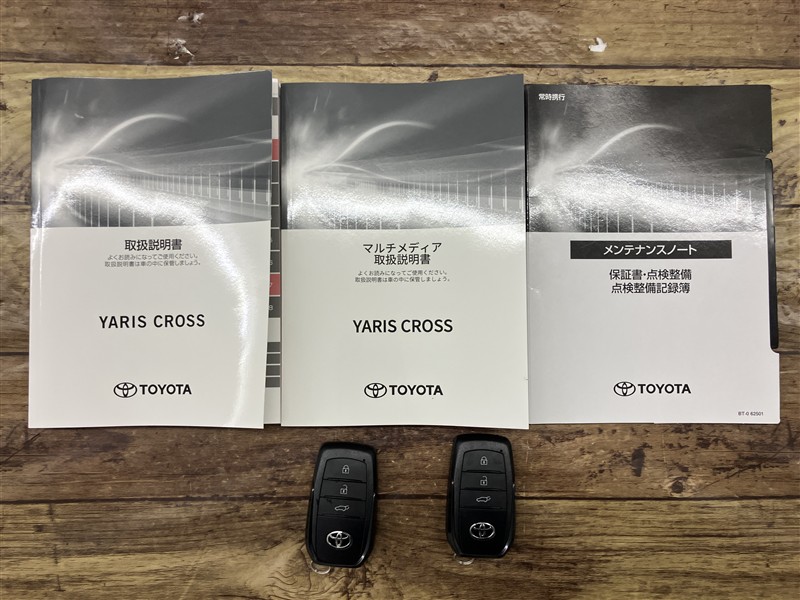 取扱説明書
よくお読みになってご使用ください。
取扱説明書は車の中に保管しましょう。
YARIS CROSS
TOYOTA
マルチメディア
取扱説明書
よくお読みになってご使用ください。
取扱説明書は車の中に保管しましょう。
YARIS CROSS
TOYOTA
常時携行
メンテナンスノート
保証書・点検整備
点検整備記録簿
TOYOTA